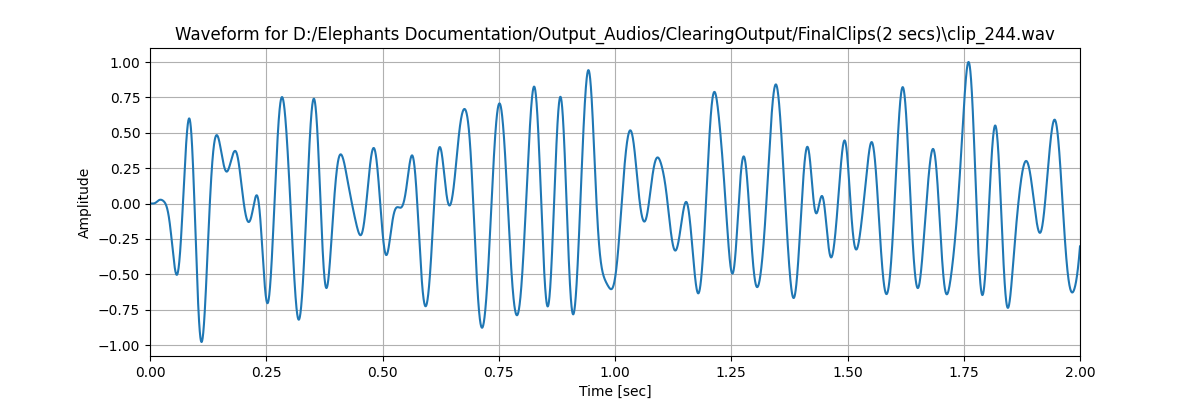 Waveform for D:/Elephants Documentation/Output_Audios/ClearingOutput/FinalClips(2 secs)\clip_244.wav
1.00
0.75
0.50
0.25
0.00
−0.25
−0.50
−0.75
−1.00
Amplitude
0.00 0.25 0.50 0.75 1.00 1.25 1.50 1.75 2.00
Time [sec]